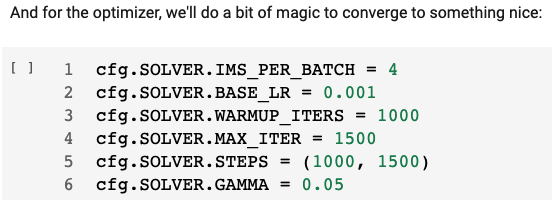 And for the optimizer, we'll do a bit of magic to converge to something nice:
[ ] 1 cfg.SOLVER.IMS_PER_BATCH = 4
2 cfg.SOLVER.BASE_LR = 0.001
3 cfg.SOLVER.WARMUP_ITERS = 1000
4 cfg.SOLVER.MAX_ITER = 1500
5 cfg.SOLVER.STEPS = (1000, 1500)
6 cfg.SOLVER.GAMMA = 0.05